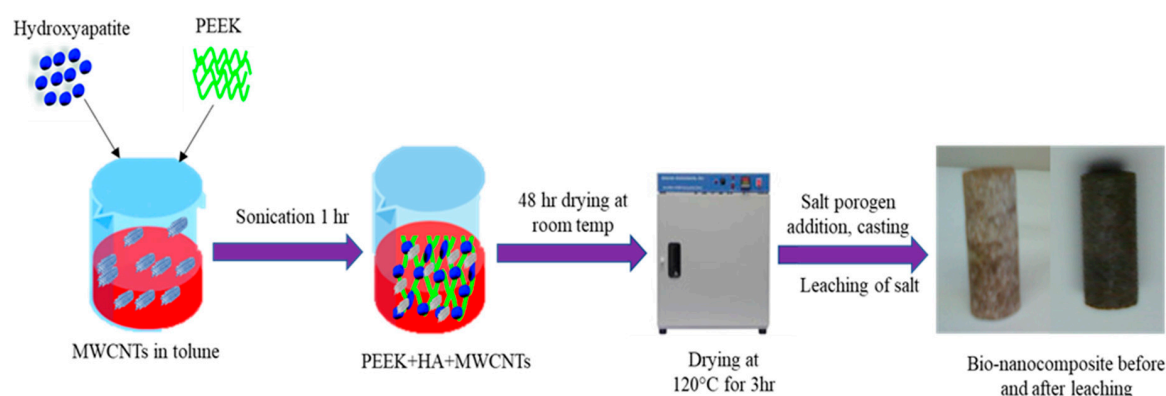 Hydroxyapatite
PEEK
MWCNTs in tolune
Sonication 1 hr
PEEK+HA+MWCNTs
48 hr drying at
room temp
Drying at
120°C for 3hr
Salt porogen
addition, casting
Leaching of salt
Bio-nanocomposite before
and after leaching